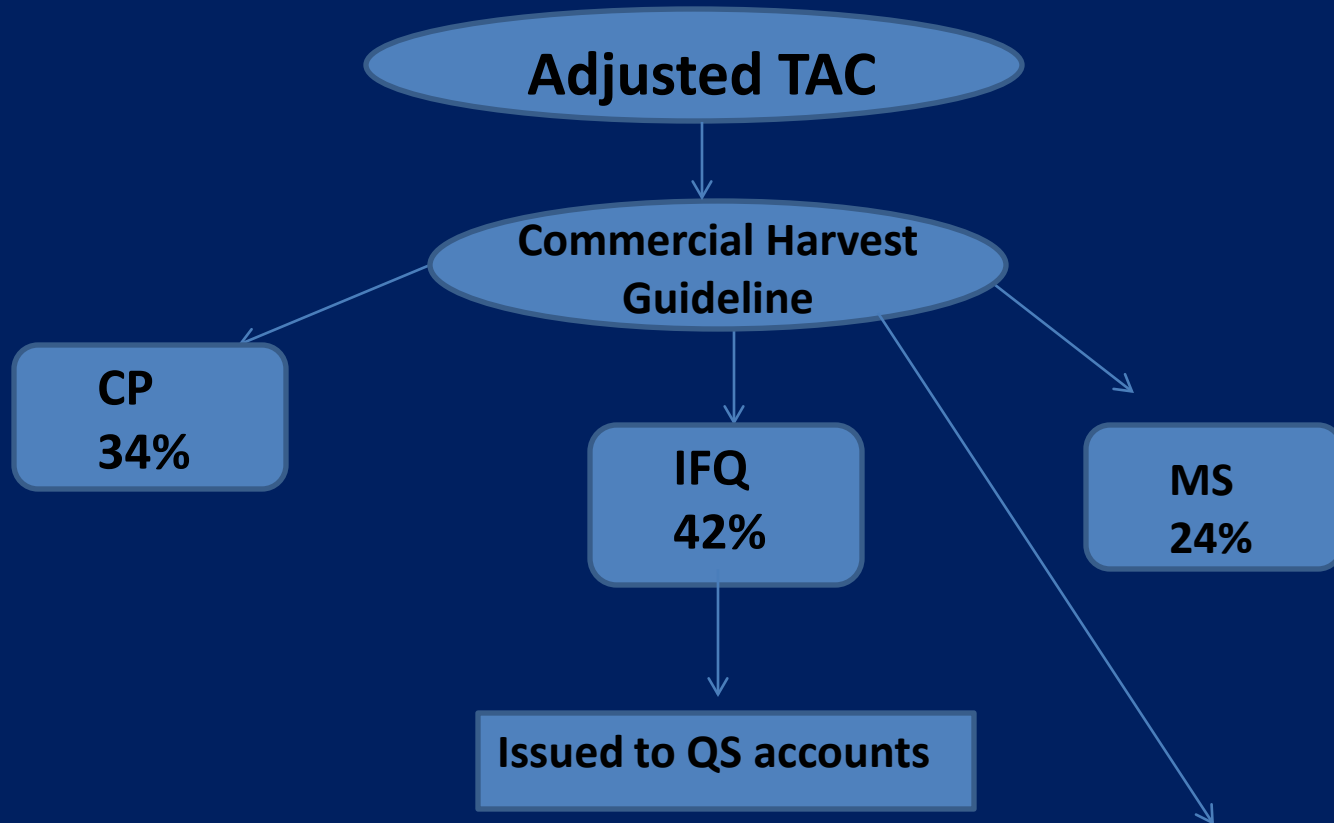 Adjusted TAC
Commercial Harvest
Guideline
CP
34%
IFQ
42%
MS
24%
Issued to QS accounts